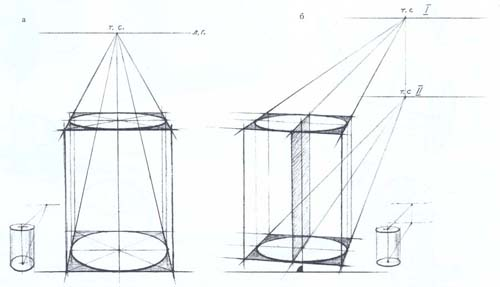 а
т. с.
л.г.
б
т. с. I
т. с II